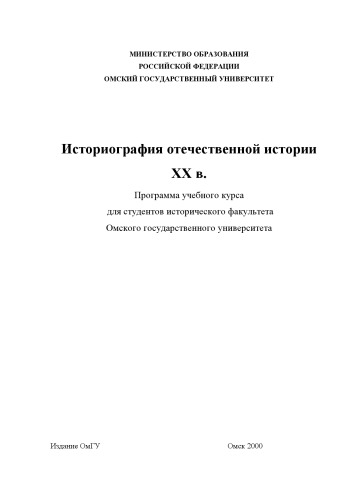 МИНИСТЕРСТВО ОБРАЗОВАНИЯ
РОССИЙСКОЙ ФЕДЕРАЦИИ
ОМСКИЙ ГОСУДАРСТВЕННЫЙ УНИВЕРСИТЕТ
Историография отечественной истории
XX в.
Программа учебного курса
для студентов исторического факультета
Омского государственного университета
Издание ОмГУ Омск 2000